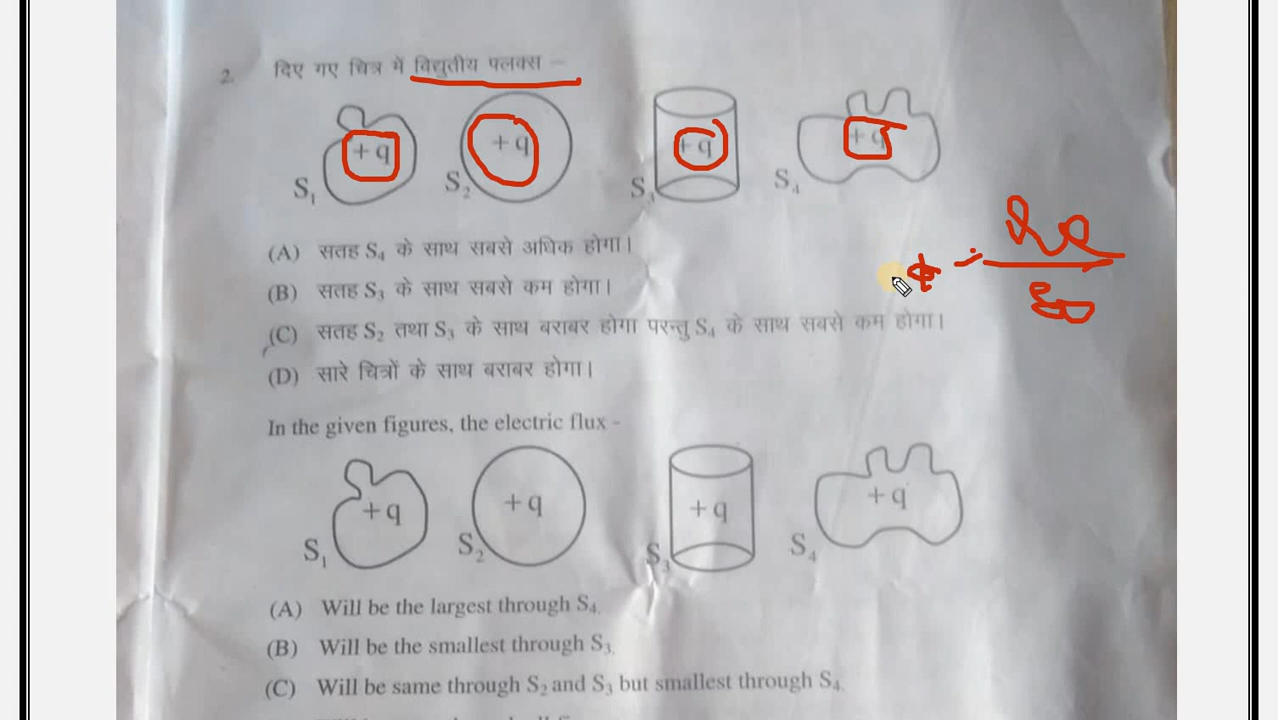 2. दिए गए चित्र में विद्युतीय पलक्स –
+q +q +q +q
S₁ S₂ S₃ S₄
(A) सतह S₄ के साथ सबसे अधिक होगा।
(B) सतह S₃ के साथ सबसे कम होगा।
(C) सतह S₂ तथा S₃ के साथ बराबर होगा परन्तु S₄ के साथ सबसे कम होगा।
(D) सारे चित्रों के साथ बराबर होगा।
In the given figures, the electric flux -
+q +q +q +q
S₁ S₂ S₃ S₄
(A) Will be the largest through S₄.
(B) Will be the smallest through S₃.
(C) Will be same through S₂ and S₃ but smallest through S₄.